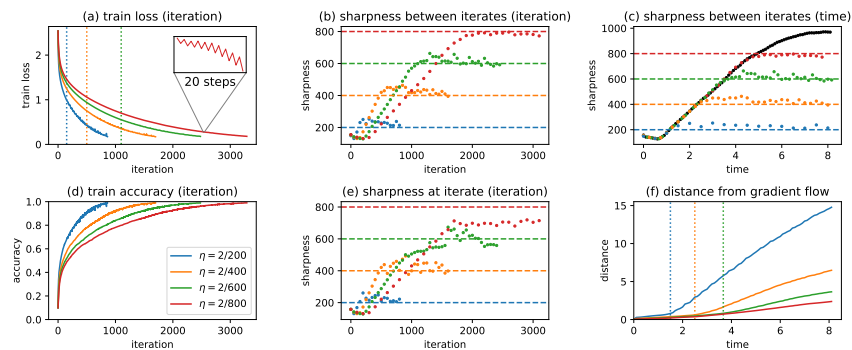 (a) train loss (iteration)
train loss
2
1
0
20 steps
0
1000
2000
3000
iteration
(b) sharpness between iterates (iteration)
sharpness
800
600
400
200
0
1000
2000
3000
iteration
(c) sharpness between iterates (time)
sharpness
1000
800
600
400
200
0
2
4
6
8
time
(d) train accuracy (iteration)
accuracy
1.0
0.8
0.6
0.4
0.2
0.0
η = 2/200
η = 2/400
η = 2/600
η = 2/800
0
1000
2000
3000
iteration
(e) sharpness at iterate (iteration)
sharpness
800
600
400
200
0
1000
2000
3000
iteration
(f) distance from gradient flow
distance
15
10
5
0
0
2
4
6
8
time